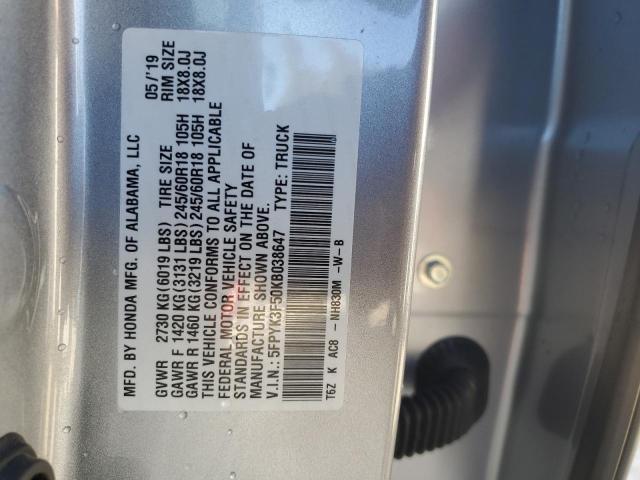 MFD. BY HONDA MFG. OF ALABAMA, LLC 05/'19
GVWR 2730 KG(6019 LBS) TIRE SIZE RIM SIZE
GAWR F 1420 KG(3131 LBS)245/60R18 105H 18X8.0J
GAWR R 1460 KG(3219 LBS)245/60R18 105H 18X8.0J
THIS VEHICLE CONFORMS TO ALL APPLICABLE
FEDERAL MOTOR VEHICLE SAFETY
STANDARDS IN EFFECT ON THE DATE OF
MANUFACTURE SHOWN ABOVE.
V.I.N.: 5FPYK3F50KB038647 TYPE: TRUCK
T6Z K AC8 - NH830M -W-B